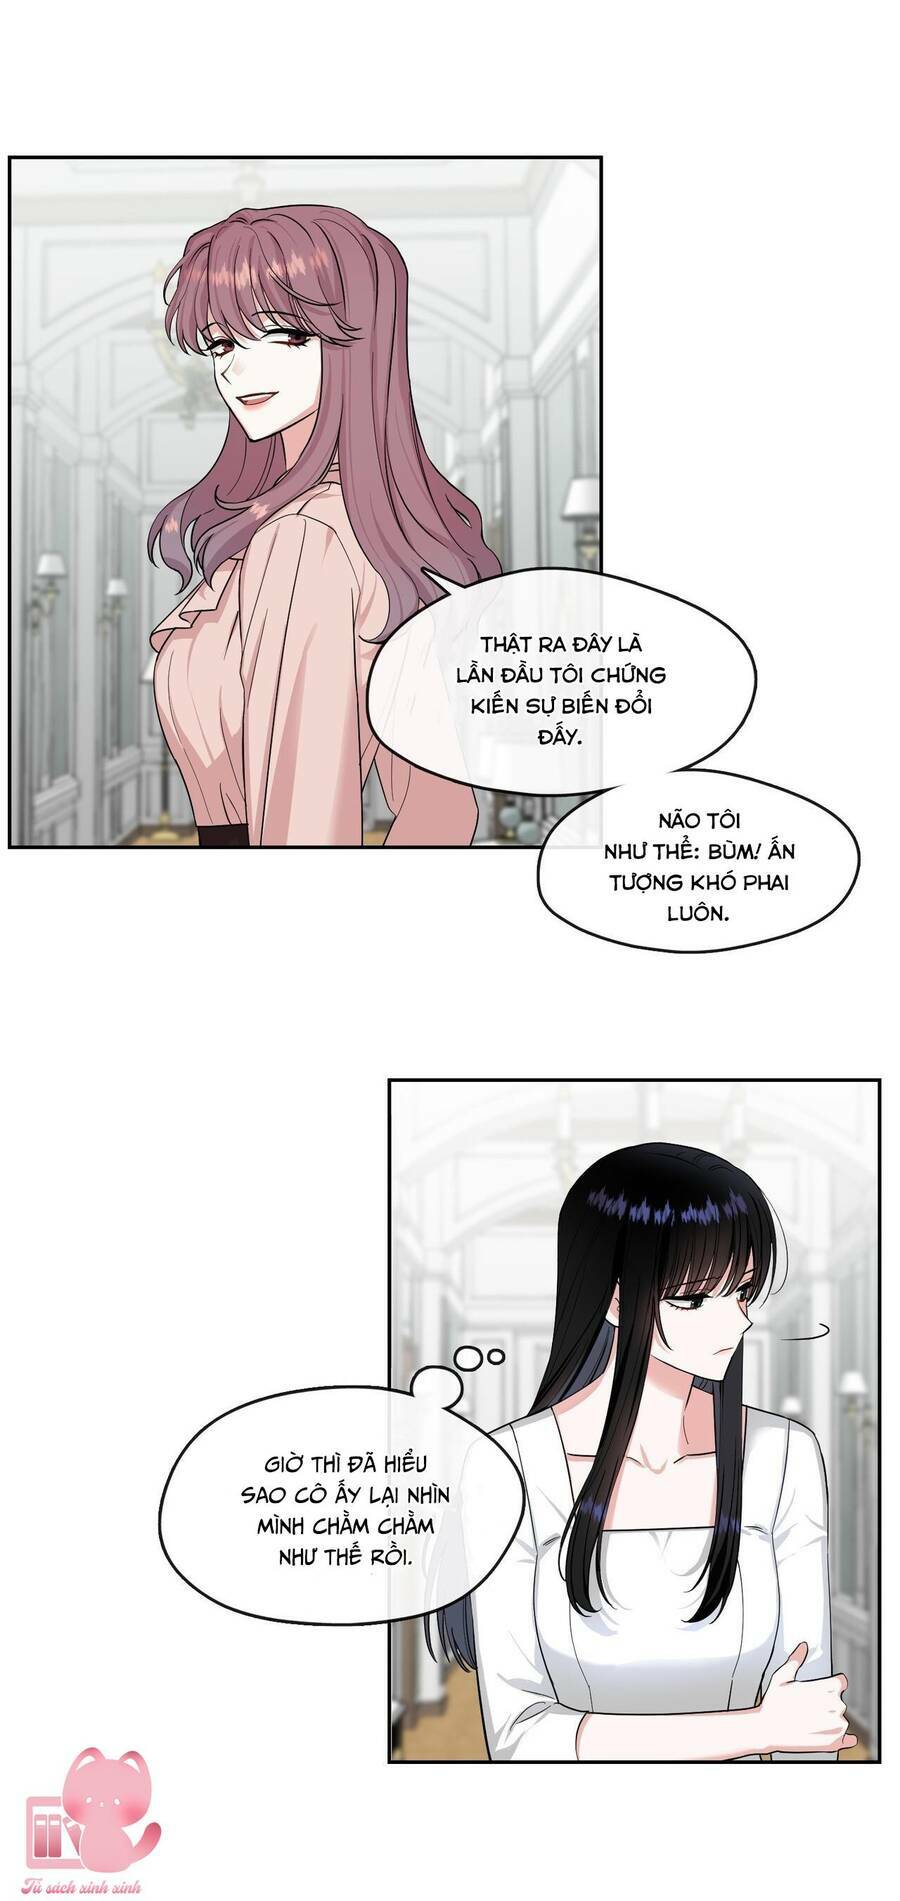 THẬT RA ĐÂY LÀ
LẦN ĐẦU TÔI CHỨNG
KIẾN SỰ BIẾN ĐỔI
ĐẤY.
NÃO TÔI
NHƯ THỂ: BÙM! ẤN
TƯỢNG KHÓ PHAI
LUÔN.
GIỜ THÌ ĐÃ HIỂU
SAO CÔ ẤY LẠI NHÌN
MÌNH CHẰM CHẰM
NHƯ THẾ RỒI.
Tủ sách xinh xinh